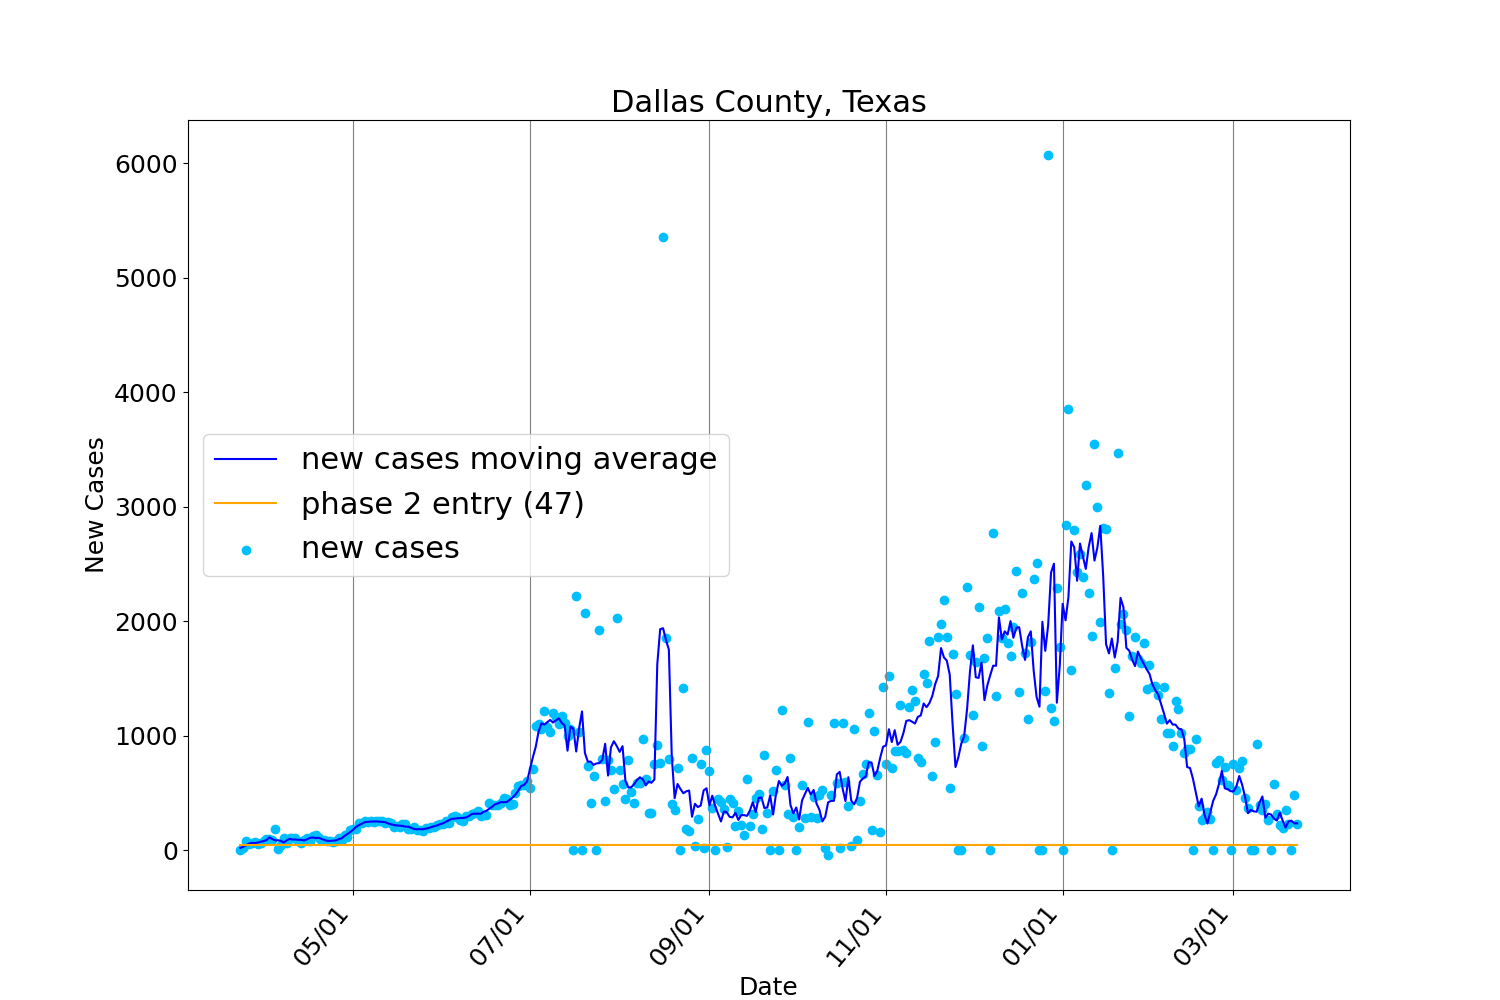 Dallas County, Texas
6000
5000
4000
3000
2000
1000
0
New Cases
new cases moving average
phase 2 entry (47)
new cases
05/01
07/01
09/01
11/01
01/01
03/01
Date